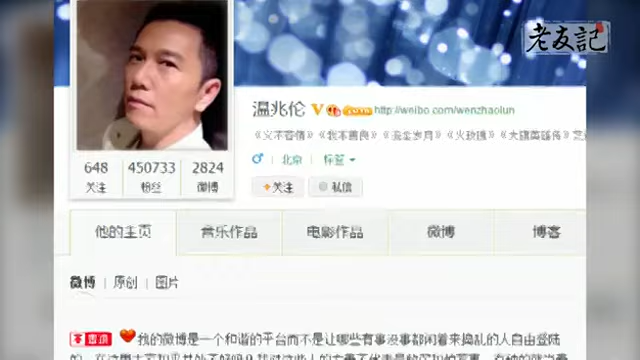 老友記
温兆伦
http://weibo.com/wenzhaolun
《义不容情》《我本善良》《流金岁月》《火玫瑰》《大旗英雄传》
648 450733 2824
关注 粉丝 微博
♂ | 北京 | 标签
+关注 私信
他的主页 音乐作品 电影作品 微博 博客
微博 | 原创 | 图片
置顶 ❤我的微博是一个和谐的平台而不是让哪些有事没事都闲着来捣乱的人自由登陆